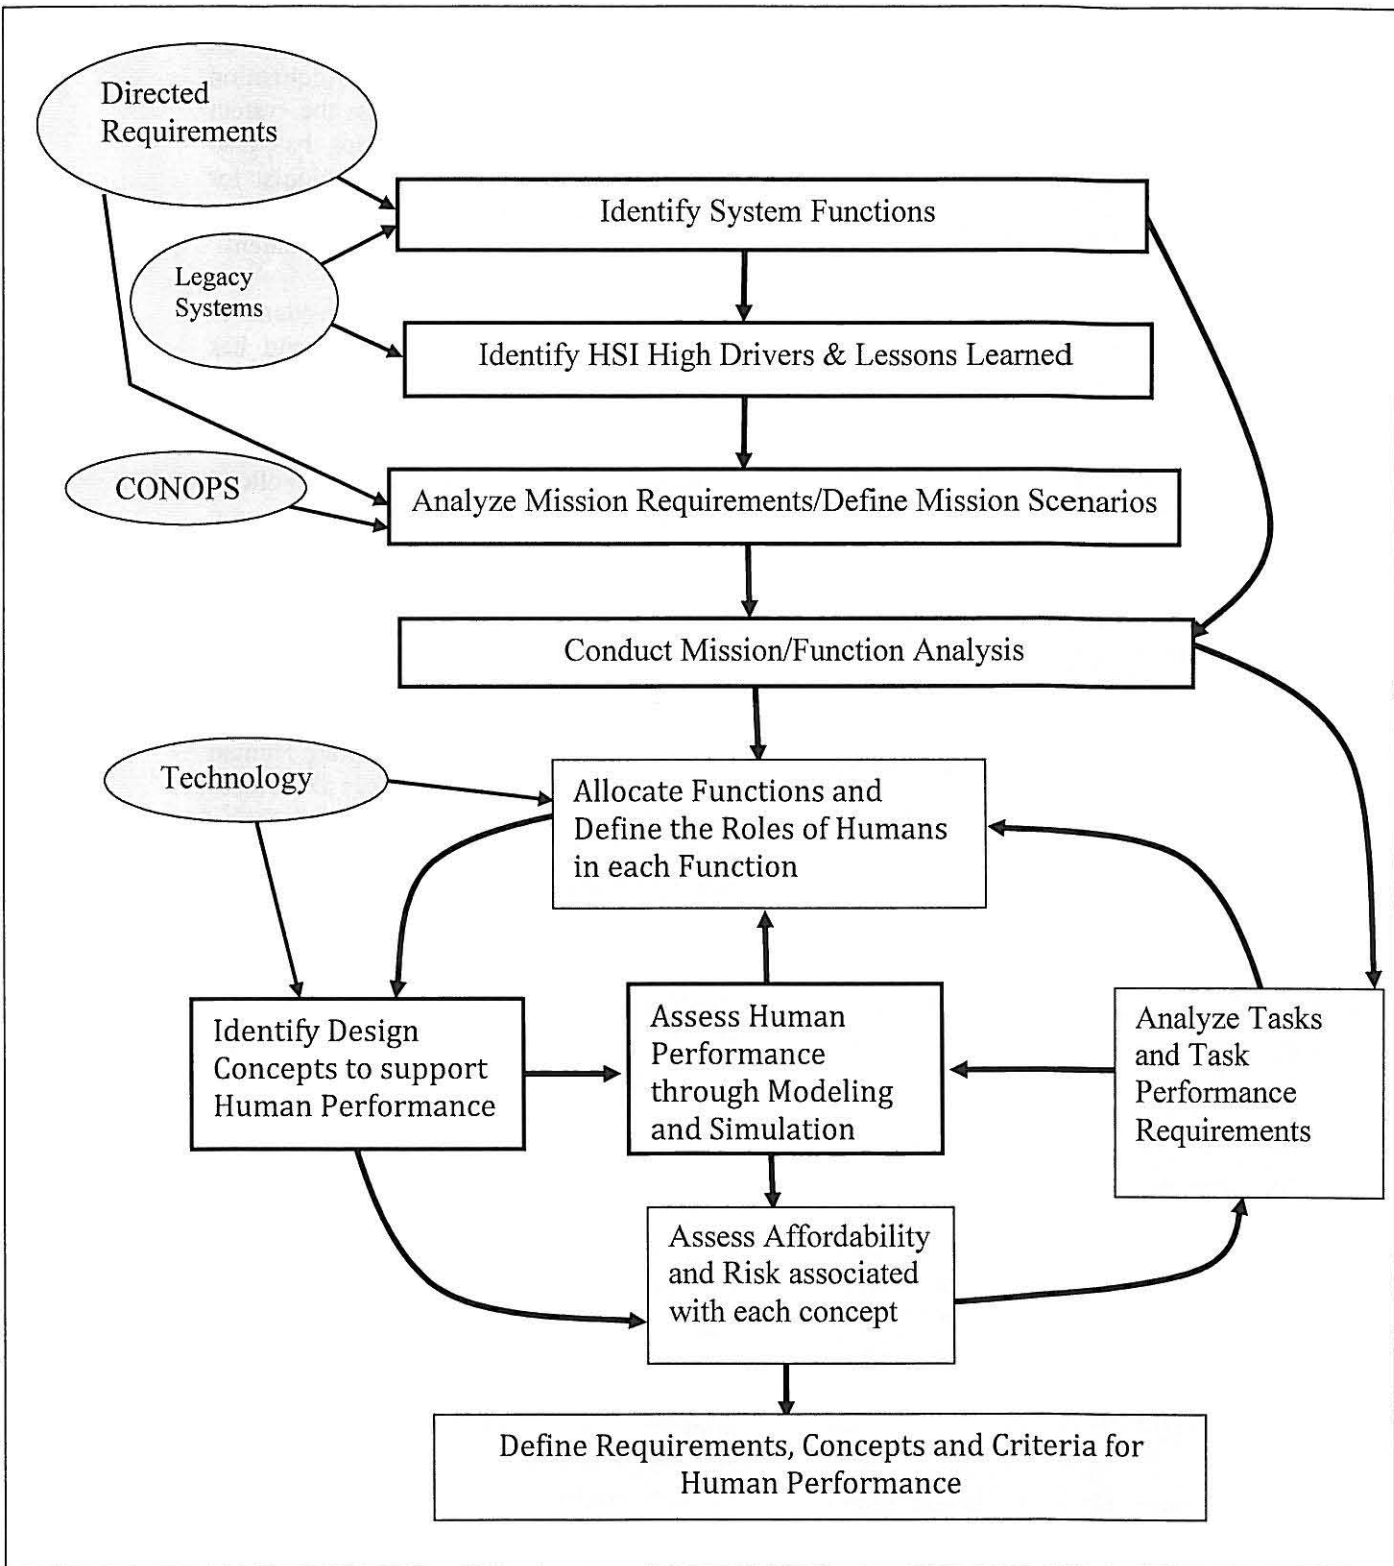 Directed
Requirements
Identify System Functions
Legacy
Systems
Identify HSI High Drivers & Lessons Learned
CONOPS
Analyze Mission Requirements/Define Mission Scenarios
Conduct Mission/Function Analysis
Technology
Allocate Functions and
Define the Roles of Humans
in each Function
Identify Design
Concepts to support
Human Performance
Assess Human
Performance
through Modeling
and Simulation
Analyze Tasks
and Task
Performance
Requirements
Assess Affordability
and Risk associated
with each concept
Define Requirements, Concepts and Criteria for
Human Performance